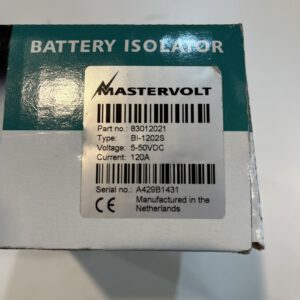 BATTERY ISOLATOR
MASTERVOLT
Part no.: 83012021
Type: BI-1202S
Voltage: 5-50VDC
Current: 120A
Serial no.: A429B1431
CE Manufactured in the
Netherlands